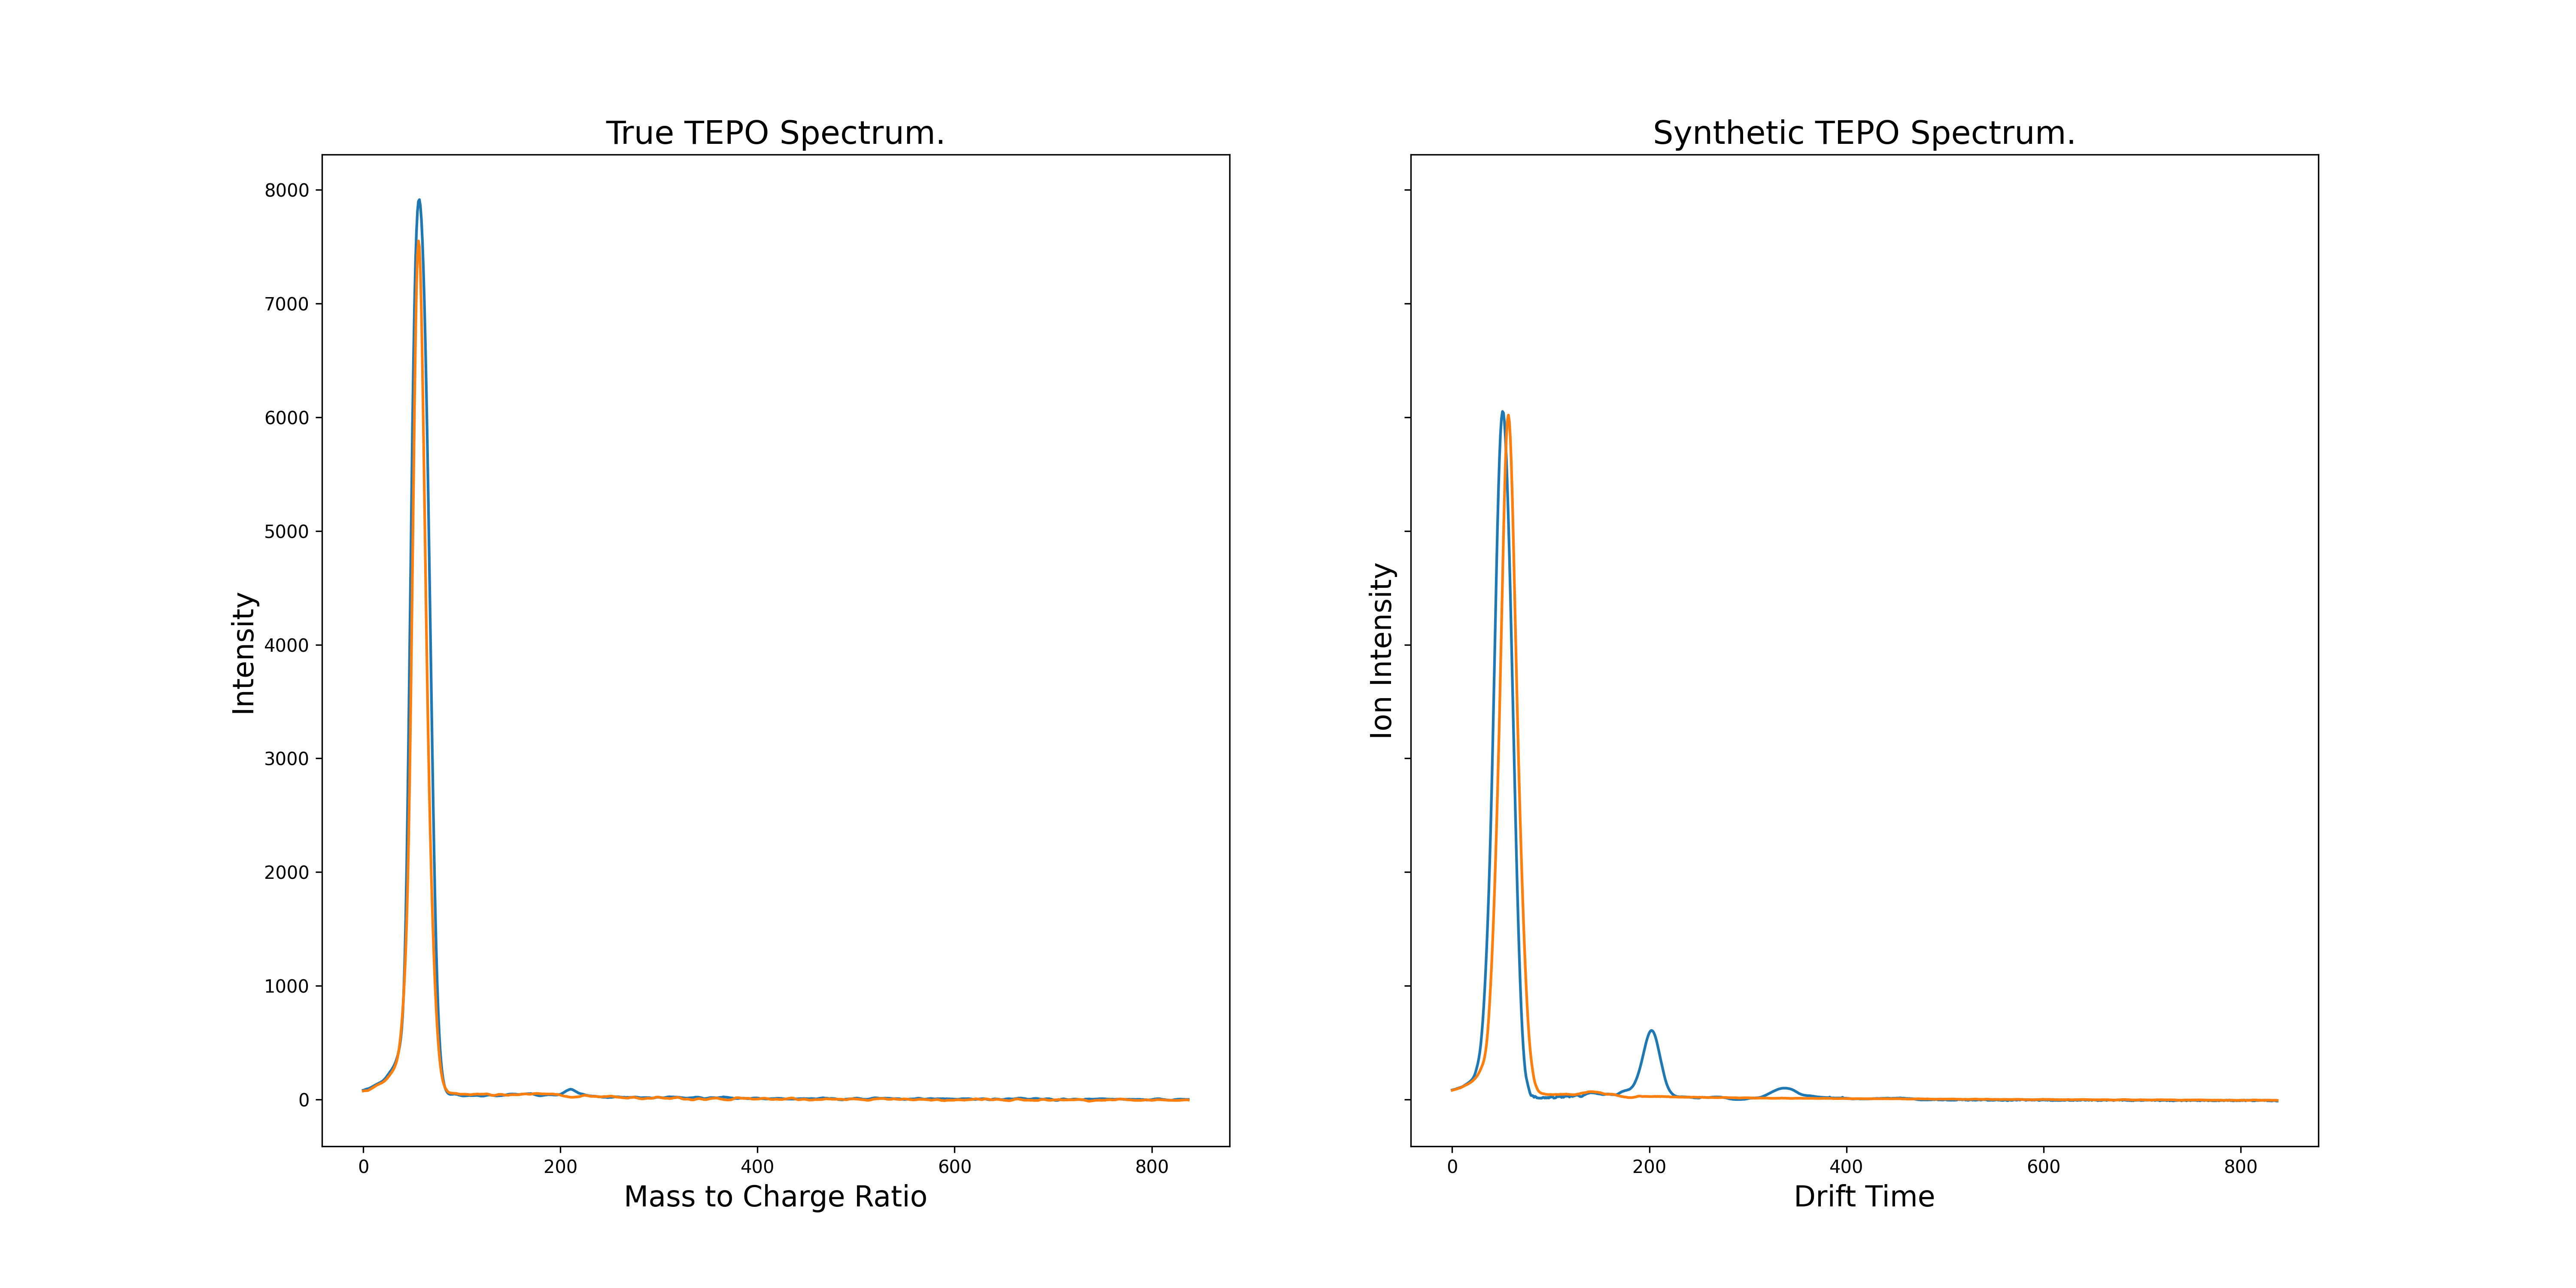 True TEPO Spectrum.
8000
7000
6000
5000
4000
3000
2000
1000
0
Intensity
0 200 400 600 800
Mass to Charge Ratio
Synthetic TEPO Spectrum.
Ion Intensity
0 200 400 600 800
Drift Time